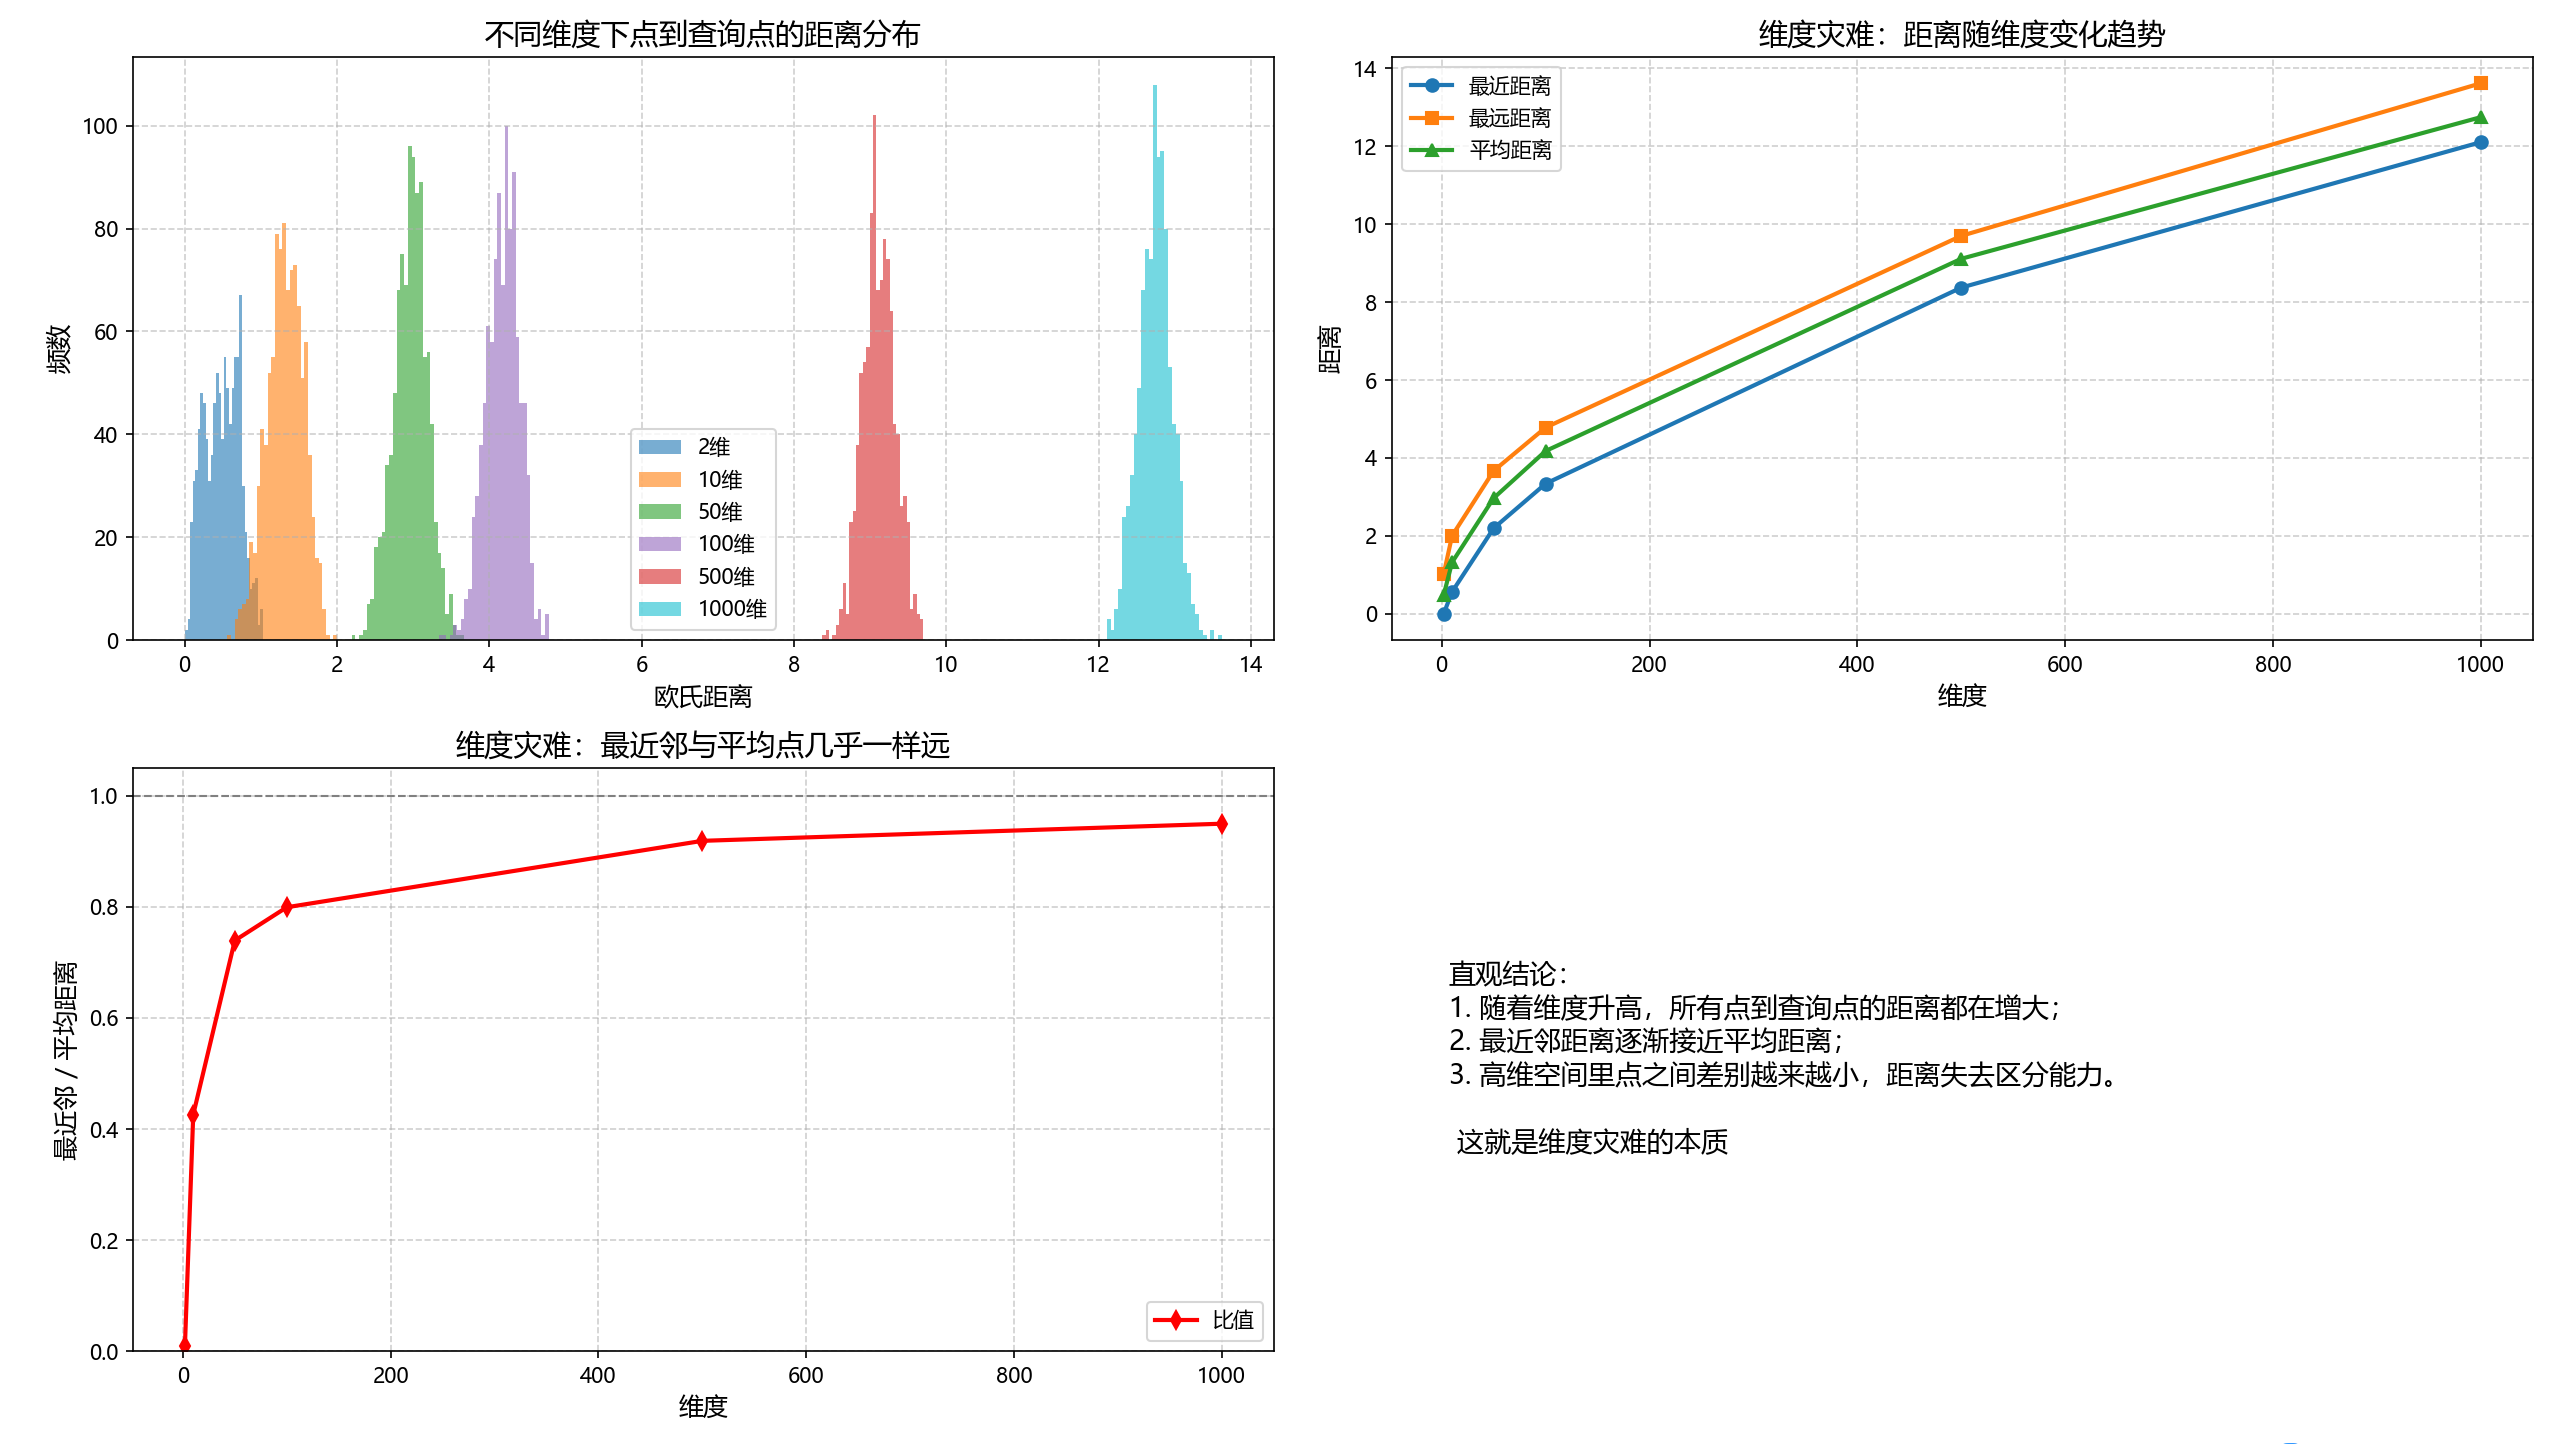 不同维度下点到查询点的距离分布
频数
100
80
60
40
20
0
0 2 4 6 8 10 12 14
欧氏距离
2维
10维
50维
100维
500维
1000维
维度灾难：距离随维度变化趋势
距离
14
12
10
8
6
4
2
0
0 200 400 600 800 1000
维度
最近距离
最远距离
平均距离
维度灾难：最近邻与平均点几乎一样远
最近邻 / 平均距离
1.0
0.8
0.6
0.4
0.2
0.0
0 200 400 600 800 1000
维度
比值
直观结论：
1. 随着维度升高，所有点到查询点的距离都在增大；
2. 最近邻距离逐渐接近平均距离；
3. 高维空间里点之间差别越来越小，距离失去区分能力。
这就是维度灾难的本质